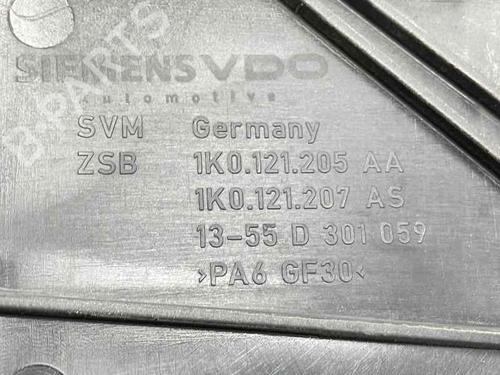 B-PARTS
SIEMENS VDO
Automotive
SVM Germany
ZSB 1K0.121.205 AA
1K0.121.207 AS
13-55 D 301 059
>PA6 GF30<